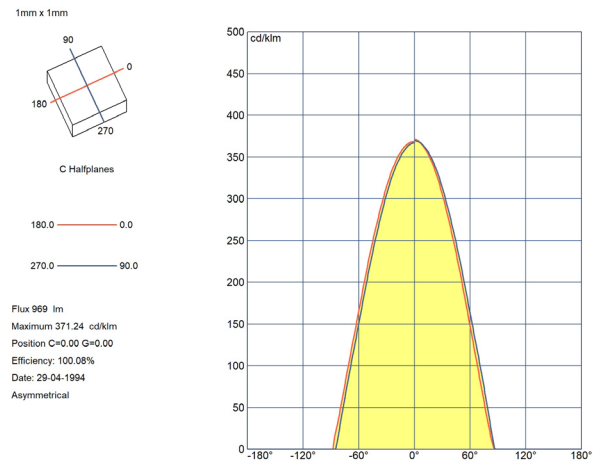 1mm x 1mm
90
0
180
270
C Halfplanes
180.0 0.0
270.0 90.0
Flux 969 lm
Maximum 371.24 cd/klm
Position C=0.00 G=0.00
Efficiency: 100.08%
Date: 29-04-1994
Asymmetrical
500
cd/klm
450
400
350
300
250
200
150
100
50
0
-180° -120° -60° 0° 60° 120° 180°